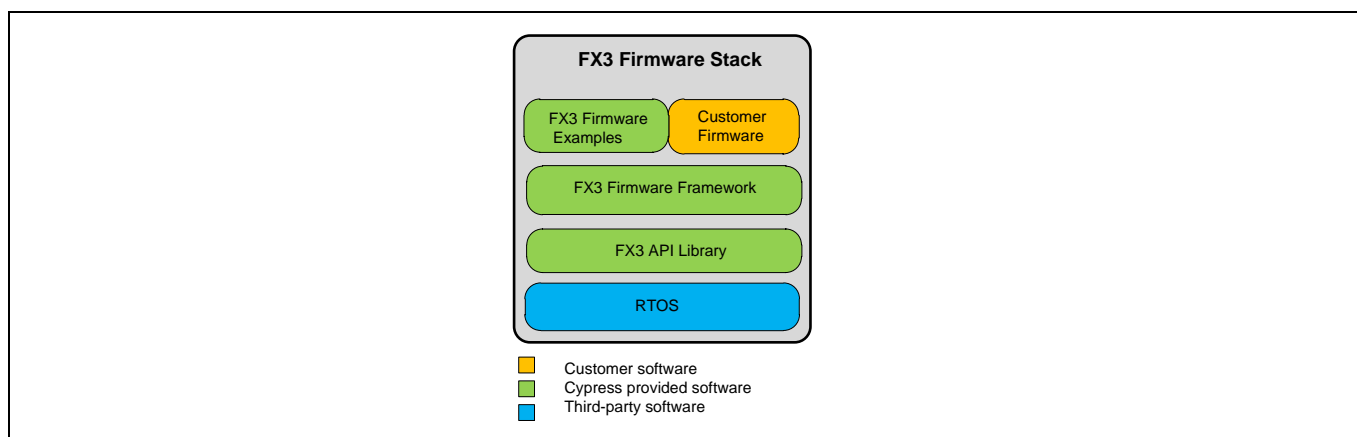 FX3 Firmware Stack
FX3 Firmware
Examples
Customer
Firmware
FX3 Firmware Framework
FX3 API Library
RTOS
Customer software
Cypress provided software
Third-party software